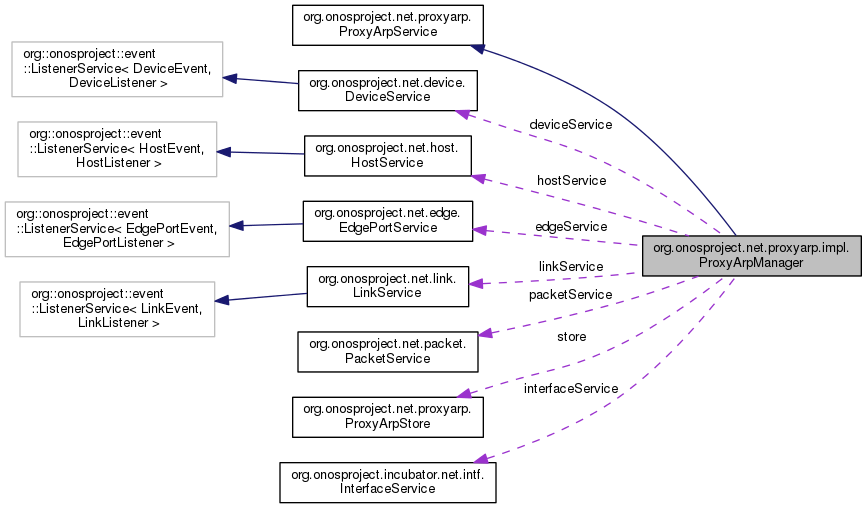 org.onosproject.net.proxyarp.
ProxyArpService
org::onosproject::event
::ListenerService< DeviceEvent,
DeviceListener >
org.onosproject.net.device.
DeviceService
deviceService
org::onosproject::event
::ListenerService< HostEvent,
HostListener >
org.onosproject.net.host.
HostService
hostService
org::onosproject::event
::ListenerService< EdgePortEvent,
EdgePortListener >
org.onosproject.net.edge.
EdgePortService
edgeService
org.onosproject.net.proxyarp.impl.
ProxyArpManager
org::onosproject::event
::ListenerService< LinkEvent,
LinkListener >
org.onosproject.net.link.
LinkService
linkService
packetService
org.onosproject.net.packet.
PacketService
store
org.onosproject.net.proxyarp.
ProxyArpStore
interfaceService
org.onosproject.incubator.net.intf.
InterfaceService